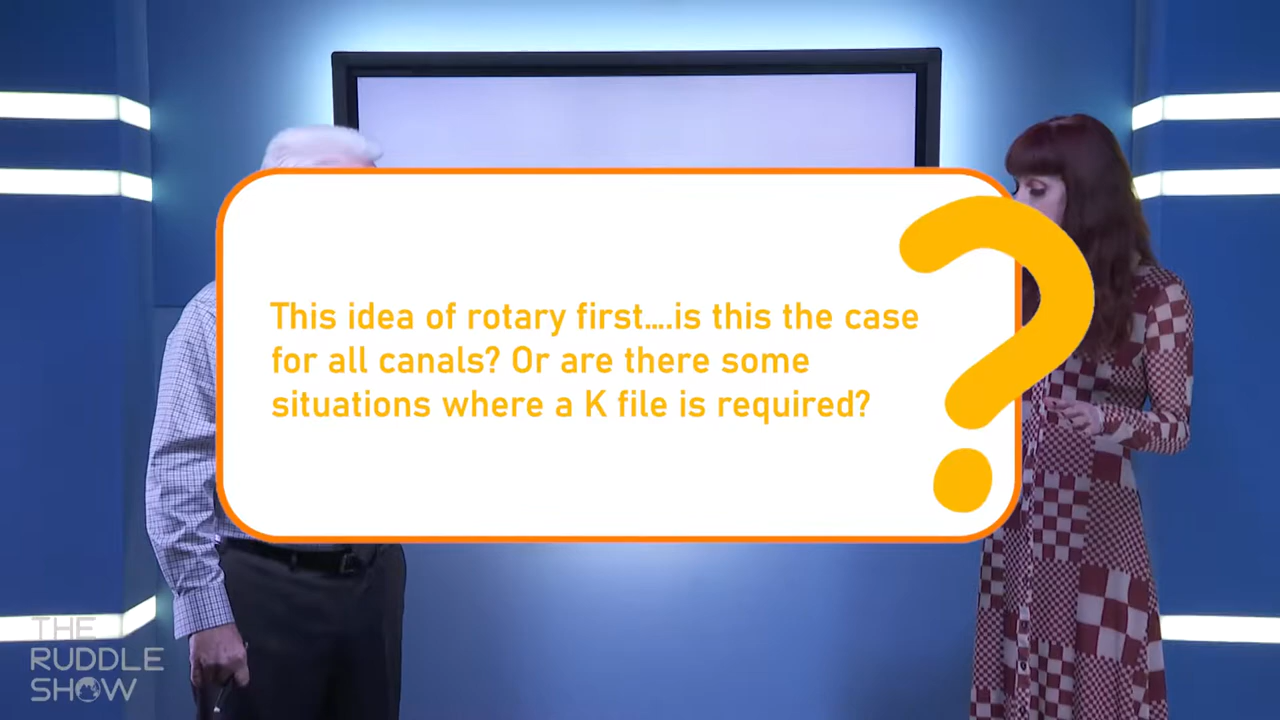 This idea of rotary first....is this the case
for all canals? Or are there some
situations where a K file is required?
?
THE
RUDDLE
SHOW